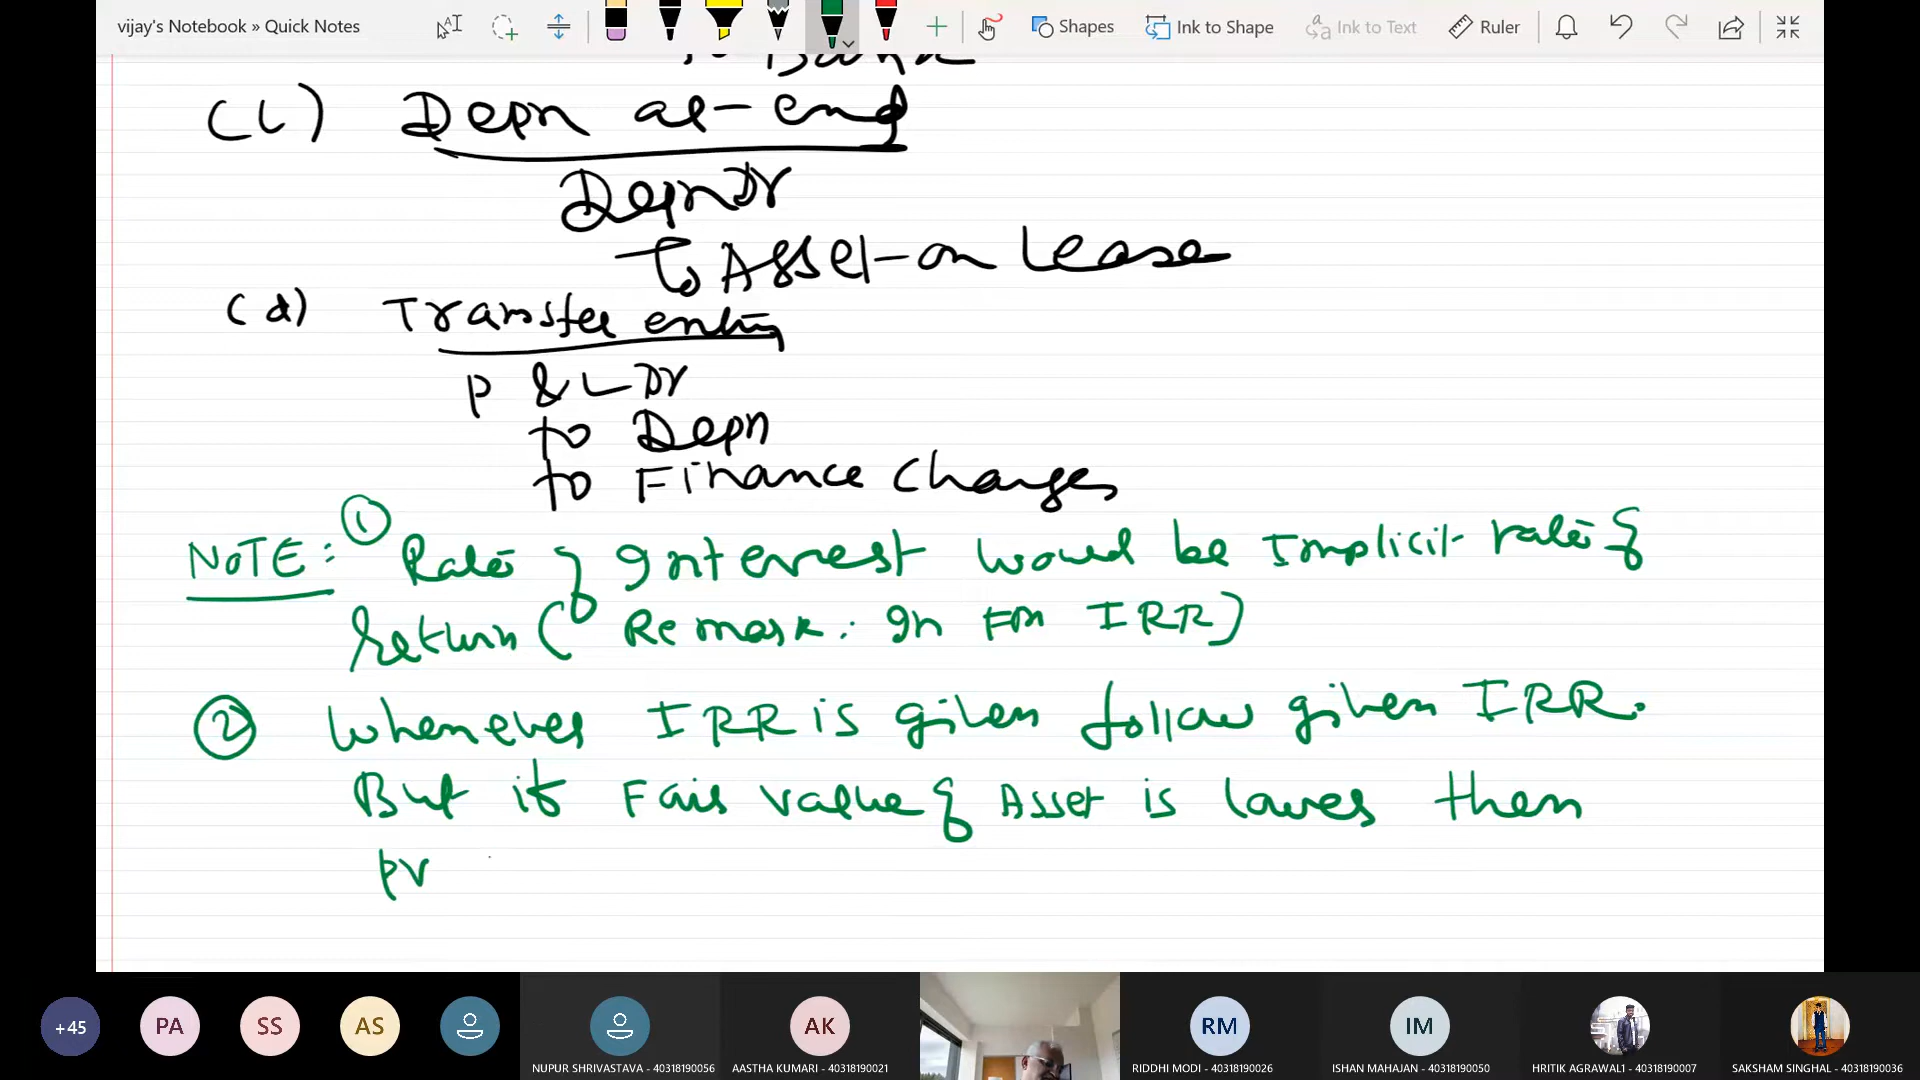 vijay's Notebook » Quick Notes
Shapes
Ink to Shape
Ink to Text
Ruler
To Bank
(c) Depn at end
Depn Dr
To Asset on Lease
(d) Transfer entry
P & L Dr
to Depn
to Finance Charges
NOTE: ① Rate of Interest would be Implicit rate of
return ( Remark: In FM IRR)
② Whenever IRR is given follow given IRR.
But if Fair value of Asset is lower then
PV
+45
PA
SS
AS
AK
RM
IM
NUPUR SHRIVASTAVA - 40318190056
AASTHA KUMARI - 40318190021
RIDDHI MODI - 40318190026
ISHAN MAHAJAN - 40318190050
HRITIK AGRAWAL1 - 40318190007
SAKSHAM SINGHAL - 40318190036